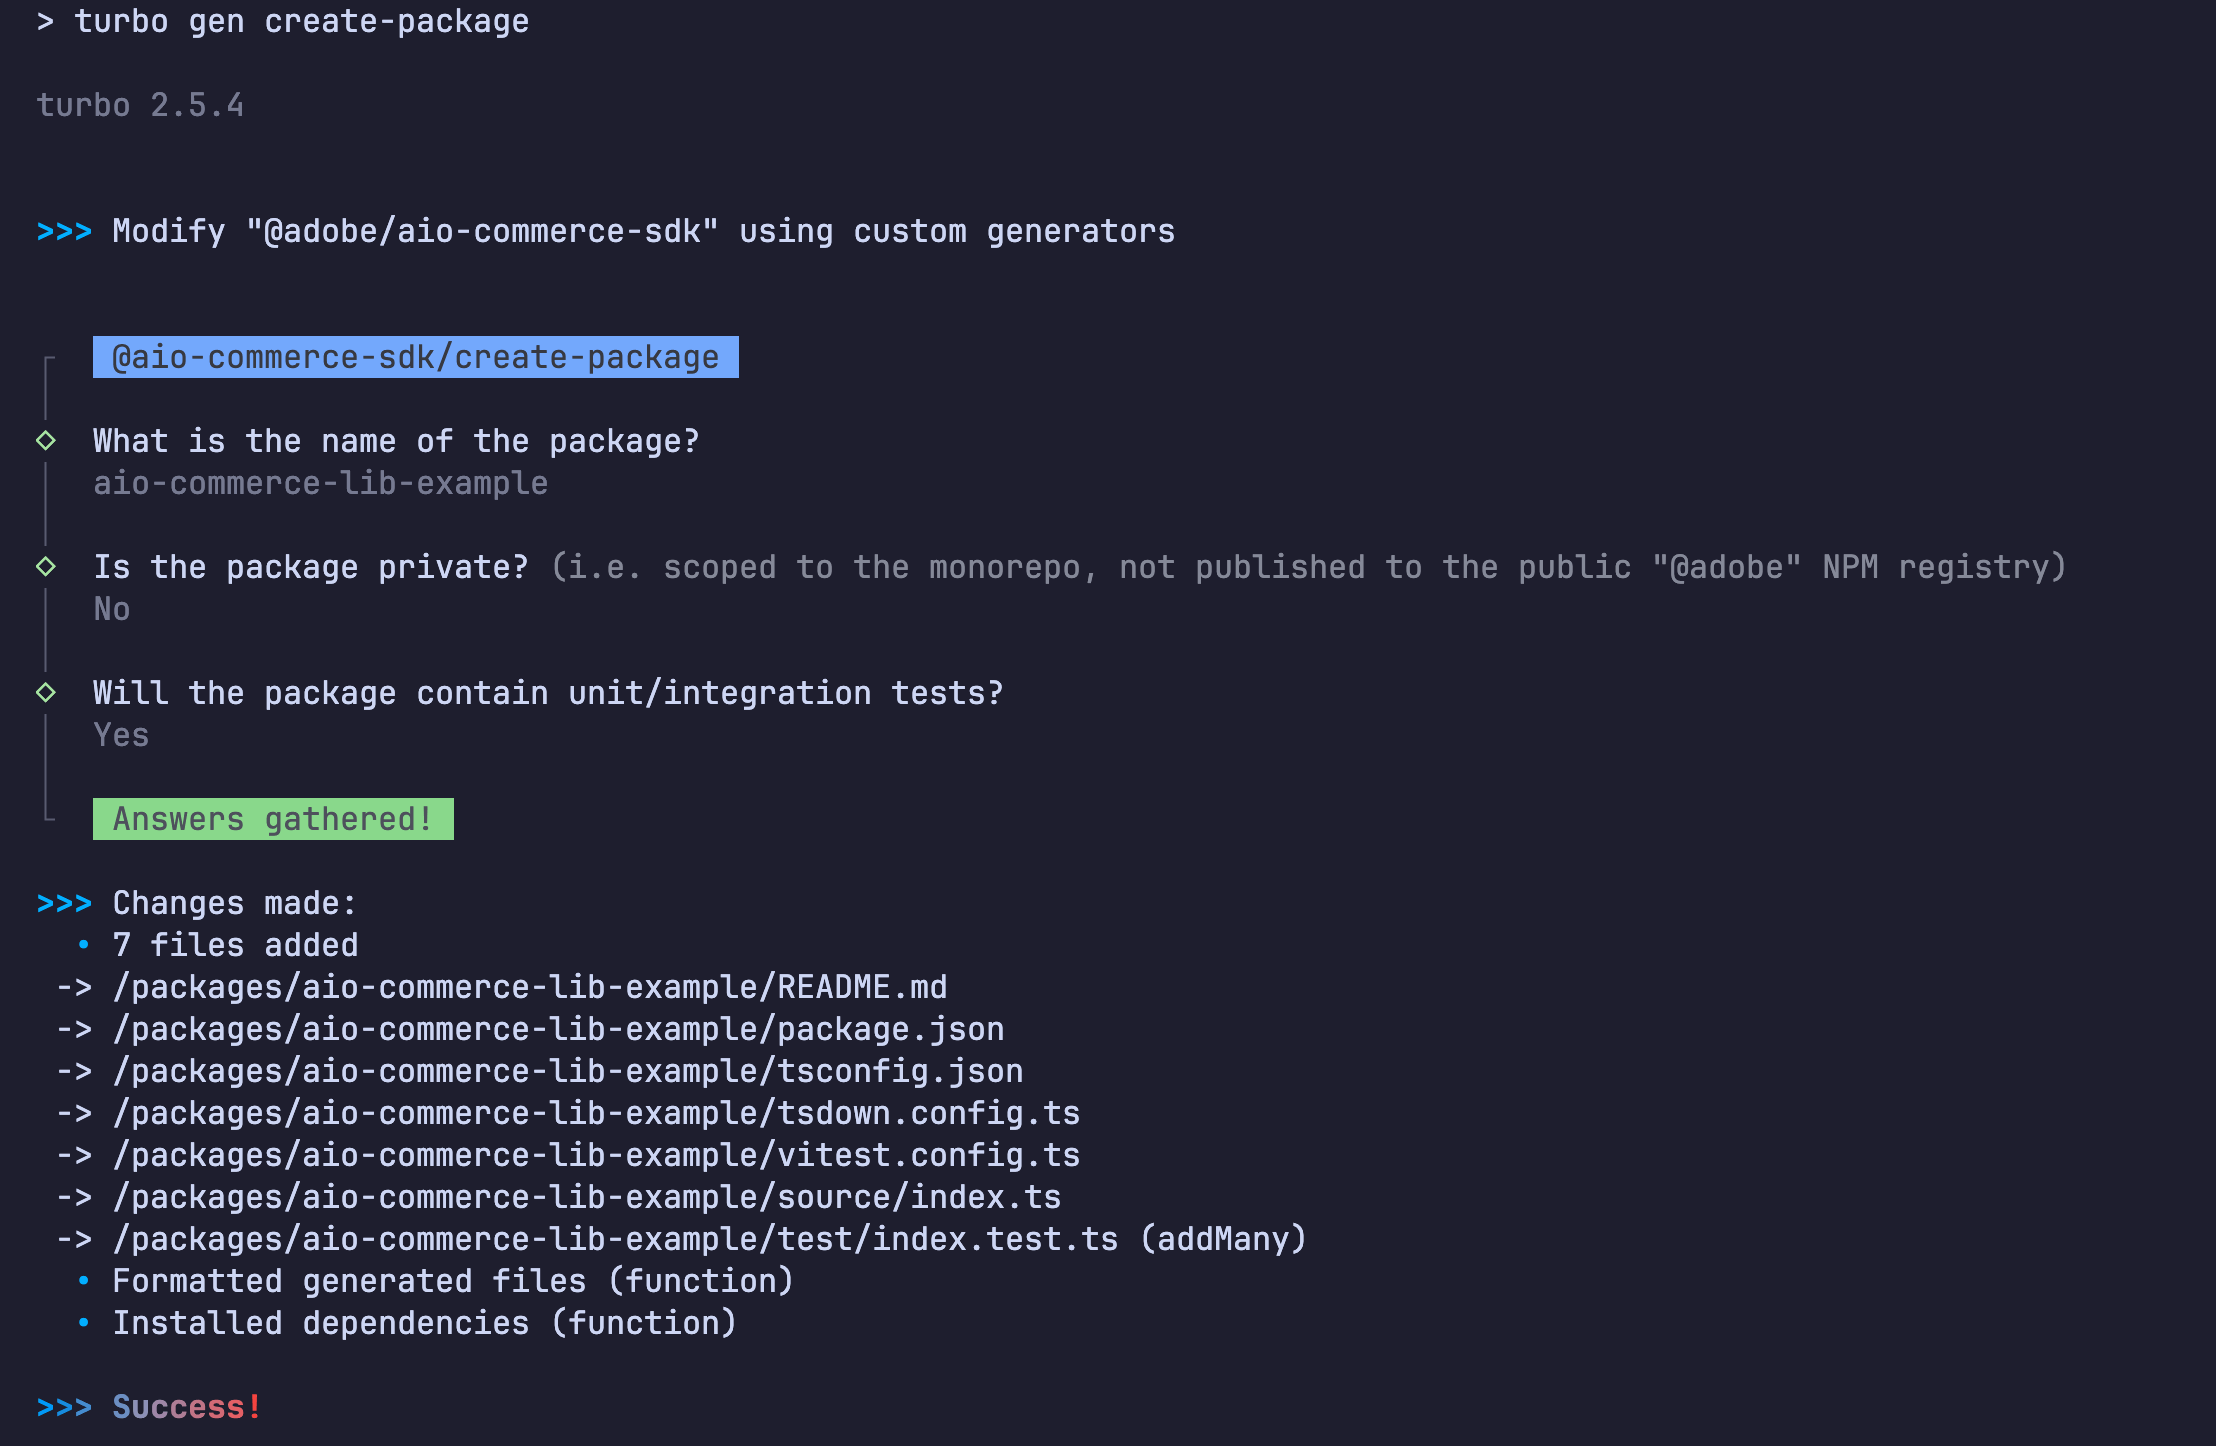 > turbo gen create-package
turbo 2.5.4
>>> Modify "@adobe/aio-commerce-sdk" using custom generators
@aio-commerce-sdk/create-package
◇ What is the name of the package?
aio-commerce-lib-example
◇ Is the package private? (i.e. scoped to the monorepo, not published to the public "@adobe" NPM registry)
No
◇ Will the package contain unit/integration tests?
Yes
Answers gathered!
>>> Changes made:
• 7 files added
-> /packages/aio-commerce-lib-example/README.md
-> /packages/aio-commerce-lib-example/package.json
-> /packages/aio-commerce-lib-example/tsconfig.json
-> /packages/aio-commerce-lib-example/tsdown.config.ts
-> /packages/aio-commerce-lib-example/vitest.config.ts
-> /packages/aio-commerce-lib-example/source/index.ts
-> /packages/aio-commerce-lib-example/test/index.test.ts (addMany)
• Formatted generated files (function)
• Installed dependencies (function)
>>> Success!